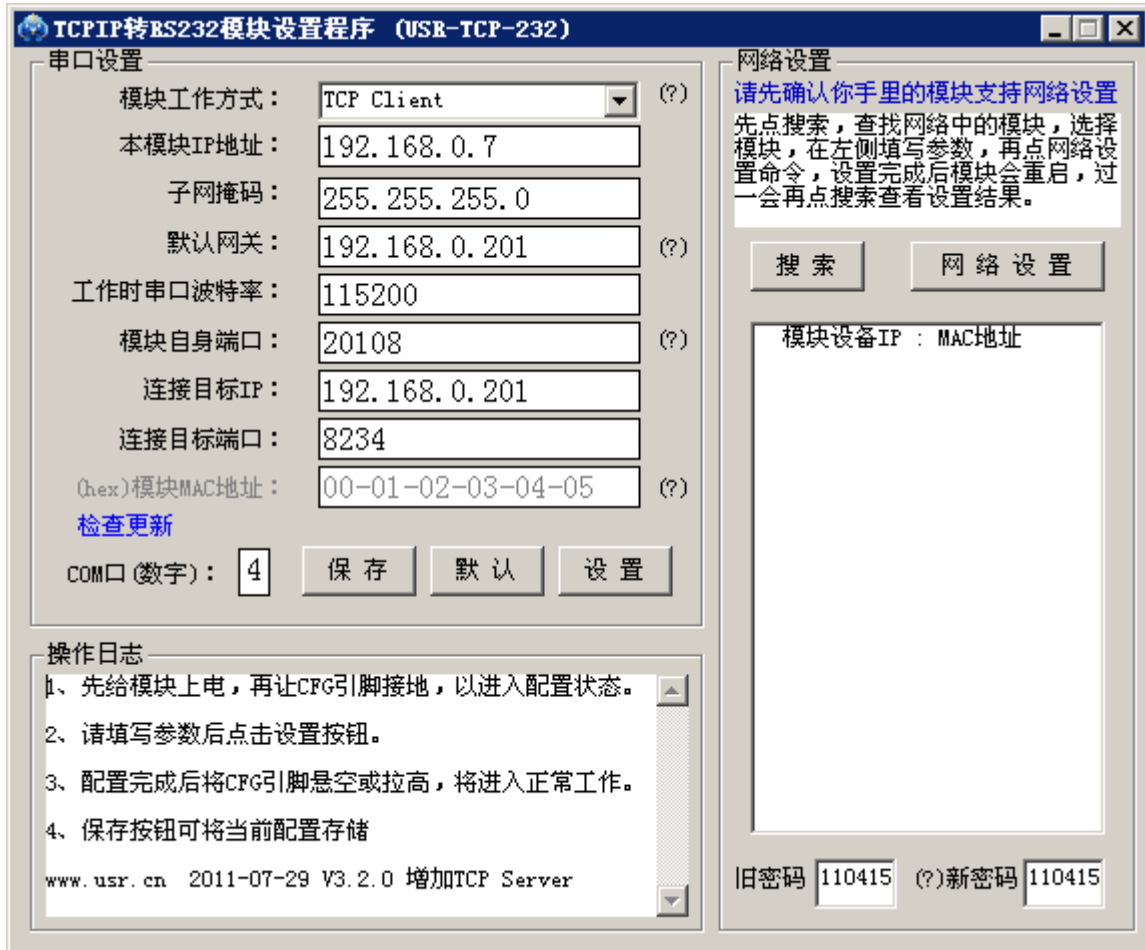 TCPIP转RS232模块设置程序 (USR-TCP-232)
串口设置
模块工作方式： TCP Client (?)
本模块IP地址： 192.168.0.7
子网掩码： 255.255.255.0
默认网关： 192.168.0.201 (?)
工作时串口波特率： 115200
模块自身端口： 20108 (?)
连接目标IP： 192.168.0.201
连接目标端口： 8234
(hex)模块MAC地址： 00-01-02-03-04-05 (?)
检查更新
COM口(数字)： 4 保存 默认 设置
操作日志
1、先给模块上电，再让CFG引脚接地，以进入配置状态。
2、请填写参数后点击设置按钮。
3、配置完成后将CFG引脚悬空或拉高，将进入正常工作。
4、保存按钮可将当前配置存储
www.usr.cn 2011-07-29 V3.2.0 增加TCP Server
网络设置
请先确认你手里的模块支持网络设置
先点搜索，查找网络中的模块，选择
模块，在左侧填写参数，再点网络设
置命令，设置完成后模块会重启，过
一会再点搜索查看设置结果。
搜索 网络设置
模块设备IP : MAC地址
旧密码 110415 (?)新密码 110415